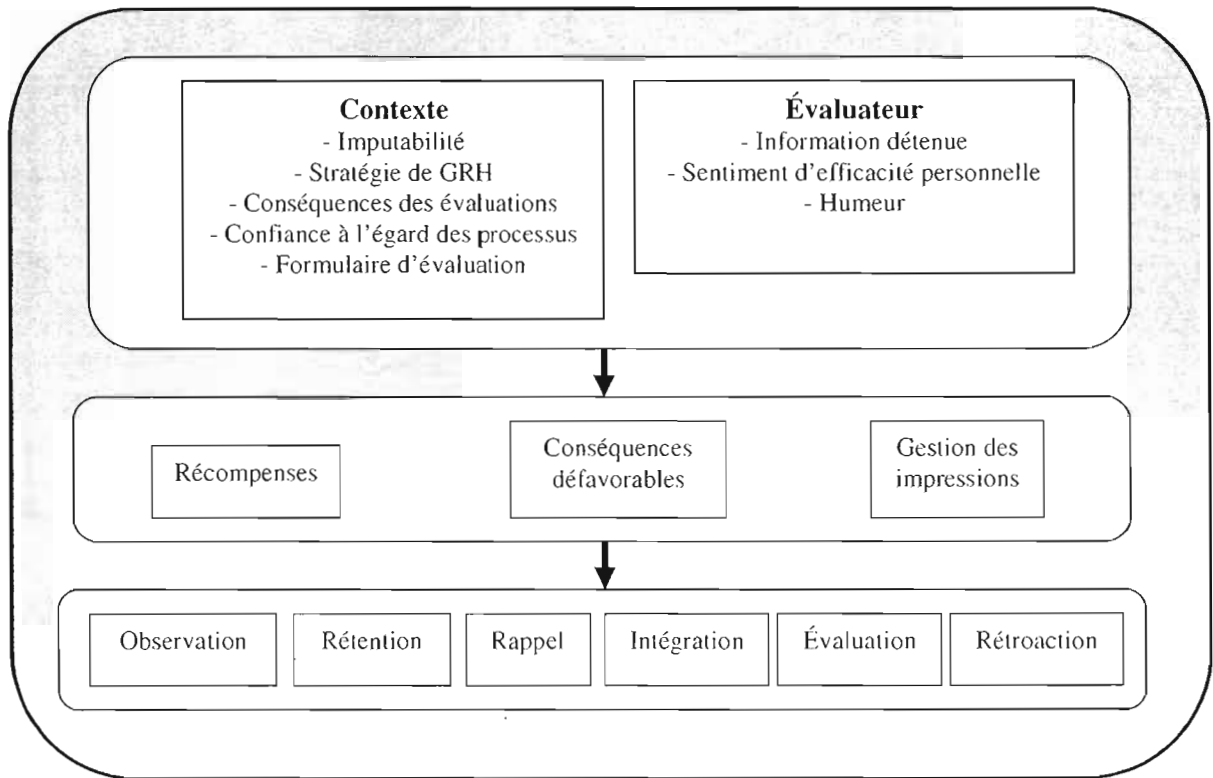 Contexte
- Imputabilité
- Stratégie de GRH
- Conséquences des évaluations
- Confiance à l'égard des processus
- Formulaire d'évaluation
Évaluateur
- Information détenue
- Sentiment d'efficacité personnelle
- Humeur
Récompenses
Conséquences
défavorables
Gestion des
impressions
Observation
Rétention
Rappel
Intégration
Évaluation
Rétroaction